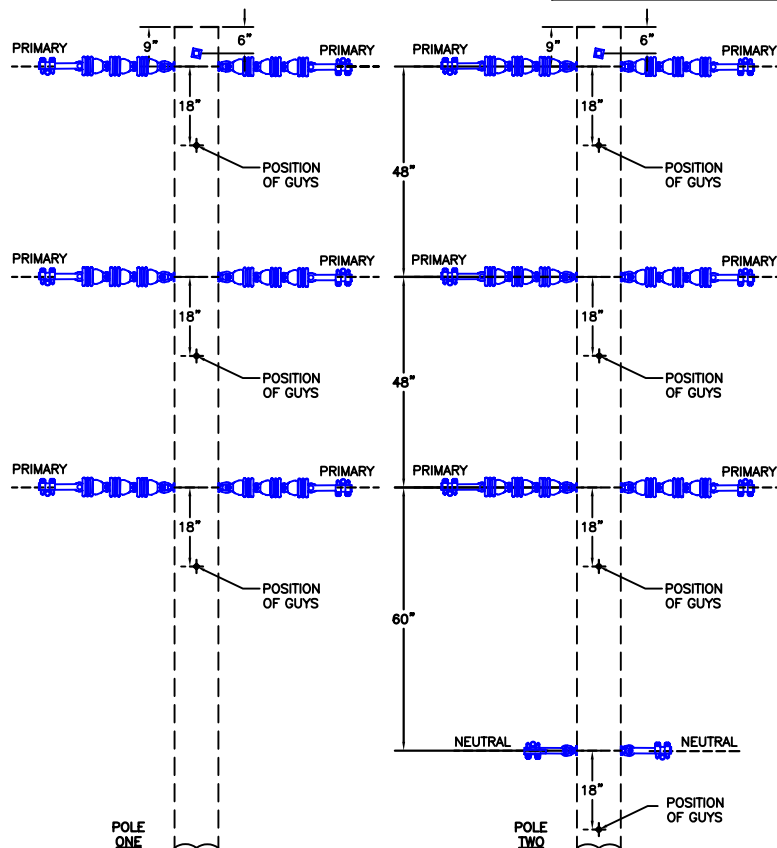 9" 6" 9" 6"
PRIMARY PRIMARY PRIMARY PRIMARY
18" 18"
POSITION
OF GUYS
48"
POSITION
OF GUYS
PRIMARY PRIMARY PRIMARY PRIMARY
18" 18"
POSITION
OF GUYS
48"
POSITION
OF GUYS
PRIMARY PRIMARY PRIMARY PRIMARY
18" 18"
POSITION
OF GUYS
60"
POSITION
OF GUYS
NEUTRAL NEUTRAL
18"
POSITION
OF GUYS
POLE
ONE
POLE
TWO